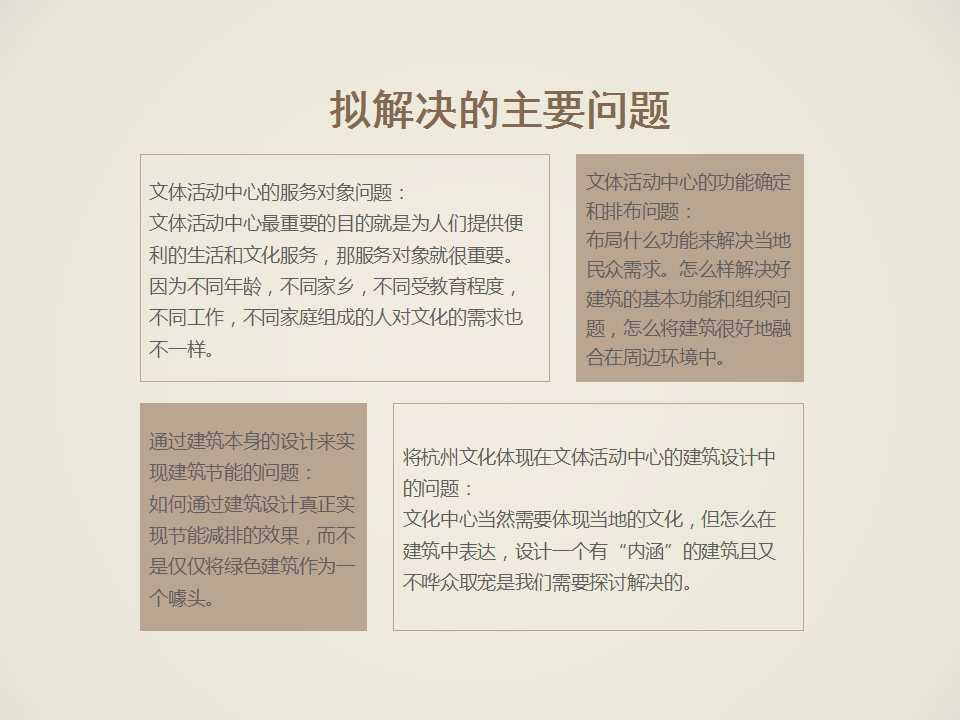 拟解决的主要问题
文体活动中心的服务对象问题：
文体活动中心最重要的目的就是为人们提供便
利的生活和文化服务，那服务对象就很重要。
因为不同年龄，不同家乡，不同受教育程度，
不同工作，不同家庭组成的人对文化的需求也
不一样。
文体活动中心的功能确定
和排布问题：
布局什么功能来解决当地
民众需求。怎么样解决好
建筑的基本功能和组织问
题，怎么将建筑很好地融
合在周边环境中。
通过建筑本身的设计来实
现建筑节能的问题：
如何通过建筑设计真正实
现节能减排的效果，而不
是仅仅将绿色建筑作为一
个噱头。
将杭州文化体现在文体活动中心的建筑设计中
的问题：
文化中心当然需要体现当地的文化，但怎么在
建筑中表达，设计一个有“内涵”的建筑且又
不哗众取宠是我们需要探讨解决的。